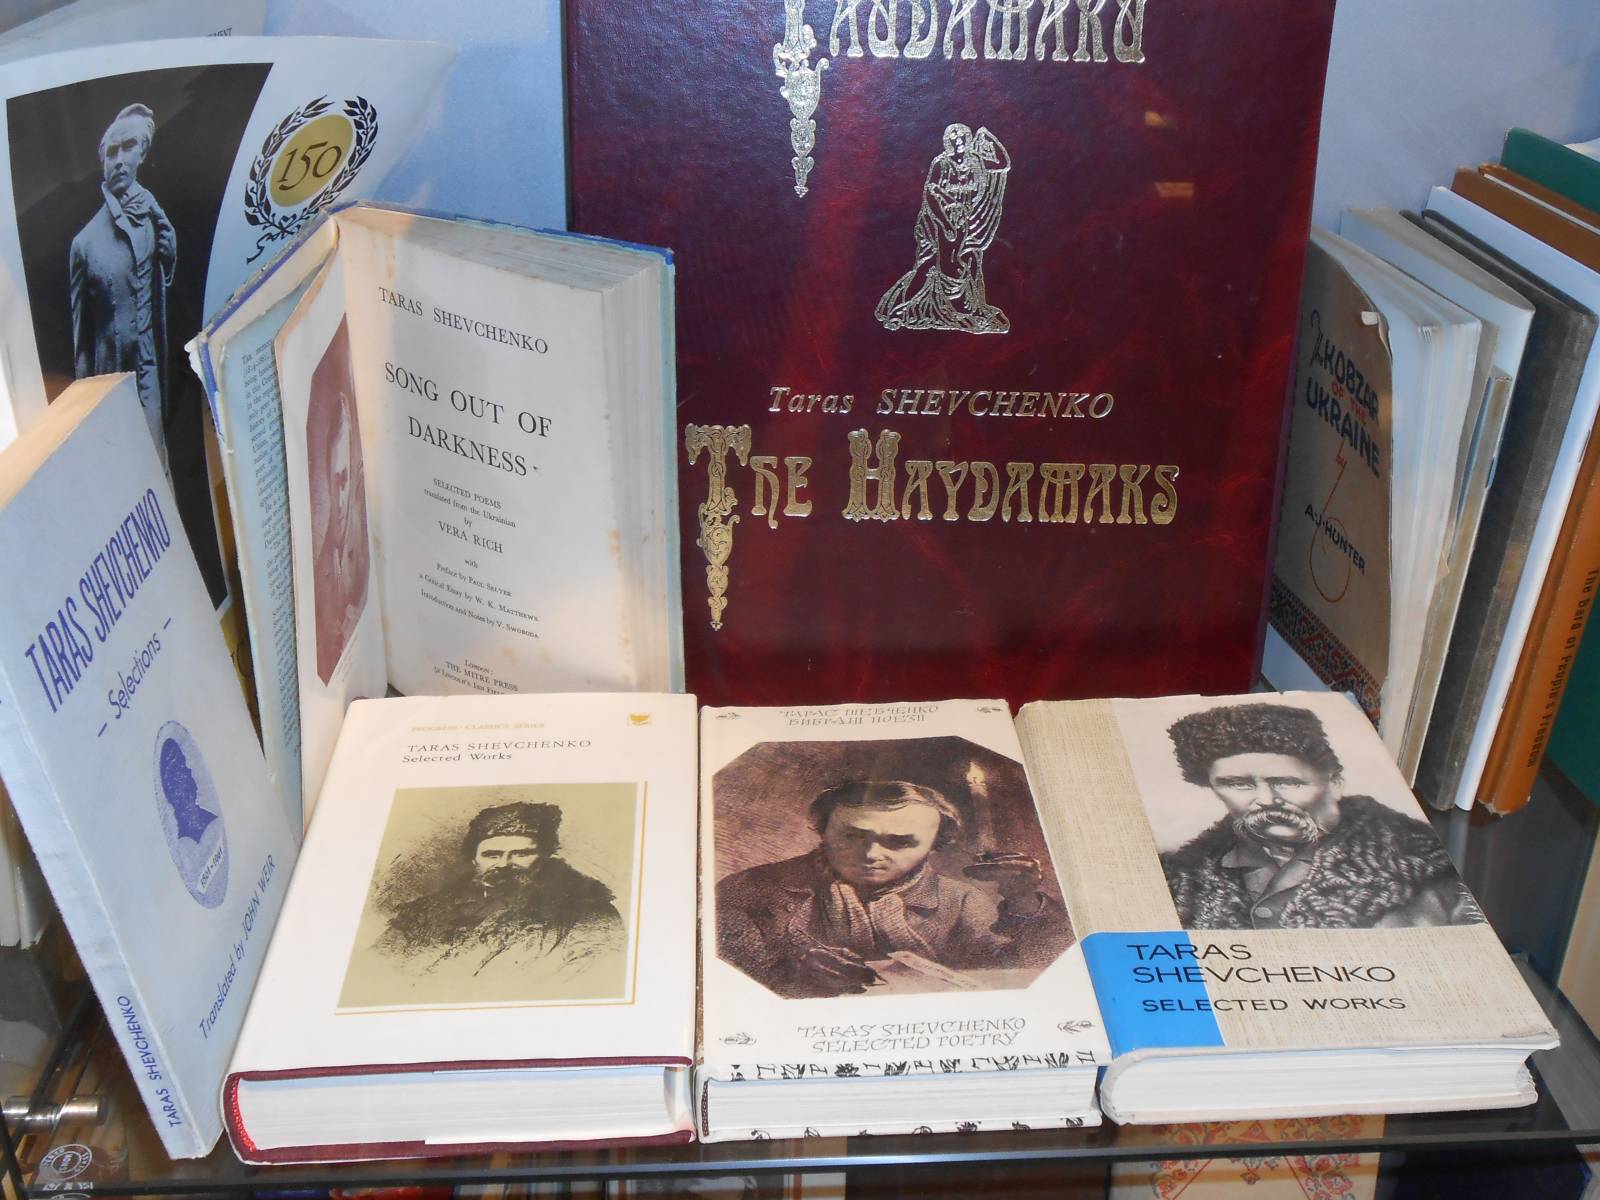 150
TARAS SHEVCHENKO
SONG OUT OF
DARKNESS
SELECTED POEMS
translated from the Ukrainian
by
VERA RICH
with
Preface by PAUL SELVER
a Critical Essay by W. K. MATTHEWS
Introduction and Notes by V. SWOBODA
LONDON:
THE MITRE PRESS
HAYDAMAKY
Taras SHEVCHENKO
THE HAYDAMAKS
The KOBZAR
OF THE
UKRAINE
by
A.J. HUNTER
The Bard of People's Freedom
TARAS SHEVCHENKO
- Selections -
1861-1961
Translated by JOHN WEIR
TARAS SHEVCHENKO
PROGRESS · CLASSICS SERIES
TARAS SHEVCHENKO
Selected Works
ТАРАС ШЕВЧЕНКО
ВИБРАНІ ПОЕЗІЇ
TARAS SHEVCHENKO
SELECTED POETRY
TARAS
SHEVCHENKO
SELECTED WORKS